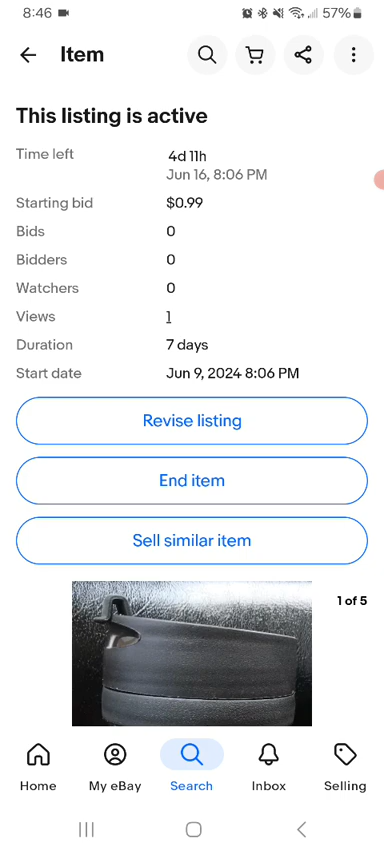 8:46
57%
Item
This listing is active
Time left 4d 11h
Jun 16, 8:06 PM
Starting bid $0.99
Bids 0
Bidders 0
Watchers 0
Views 1
Duration 7 days
Start date Jun 9, 2024 8:06 PM
Revise listing
End item
Sell similar item
1 of 5
Home My eBay Search Inbox Selling